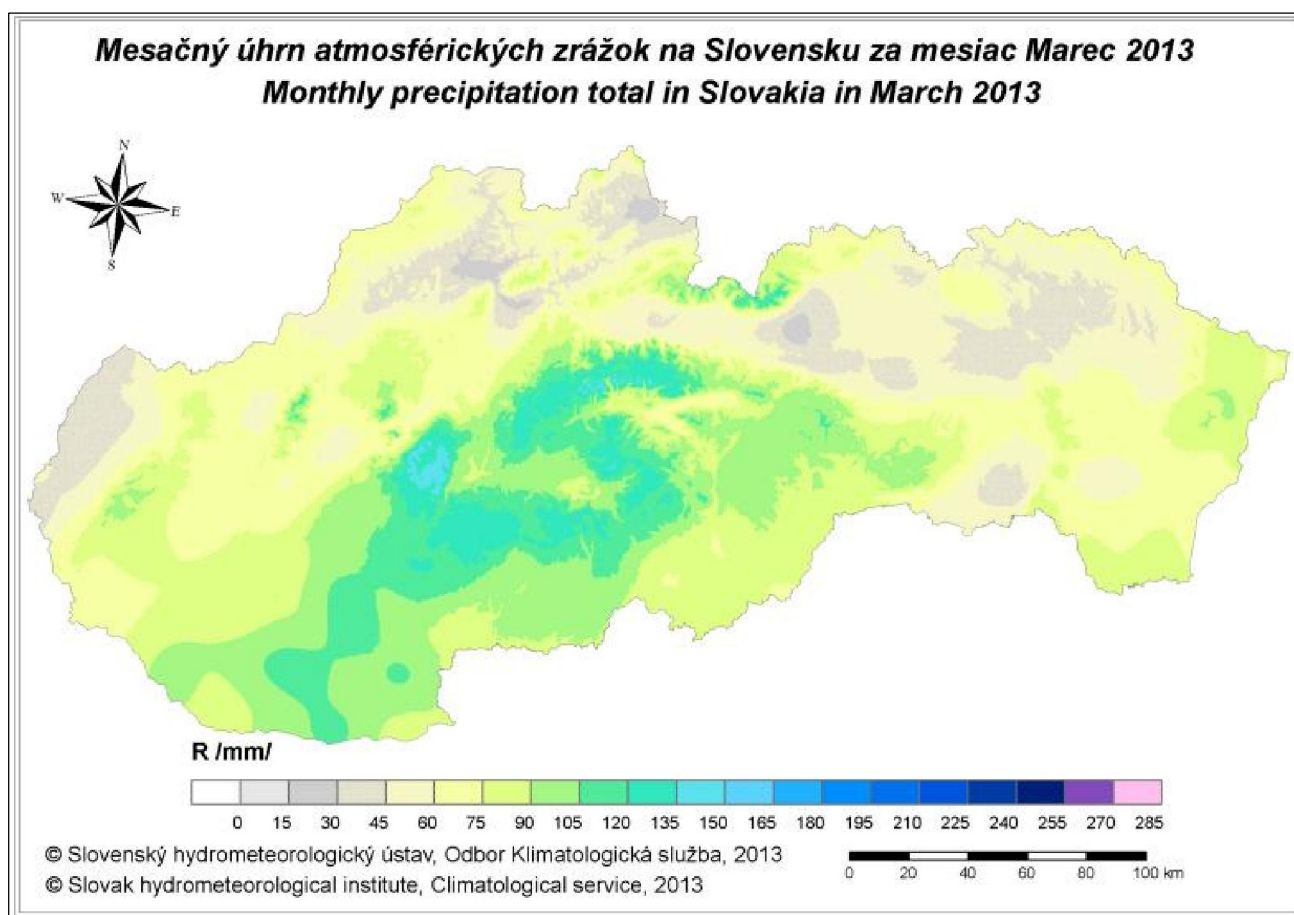 Mesačný úhrn atmosférických zrážok na Slovensku za mesiac Marec 2013
Monthly precipitation total in Slovakia in March 2013
N
W
E
S
R /mm/
0 15 30 45 60 75 90 105 120 135 150 165 180 195 210 225 240 255 270 285
© Slovenský hydrometeorologický ústav, Odbor Klimatologická služba, 2013
© Slovak hydrometeorological institute, Climatological service, 2013
0 20 40 60 80 100 km